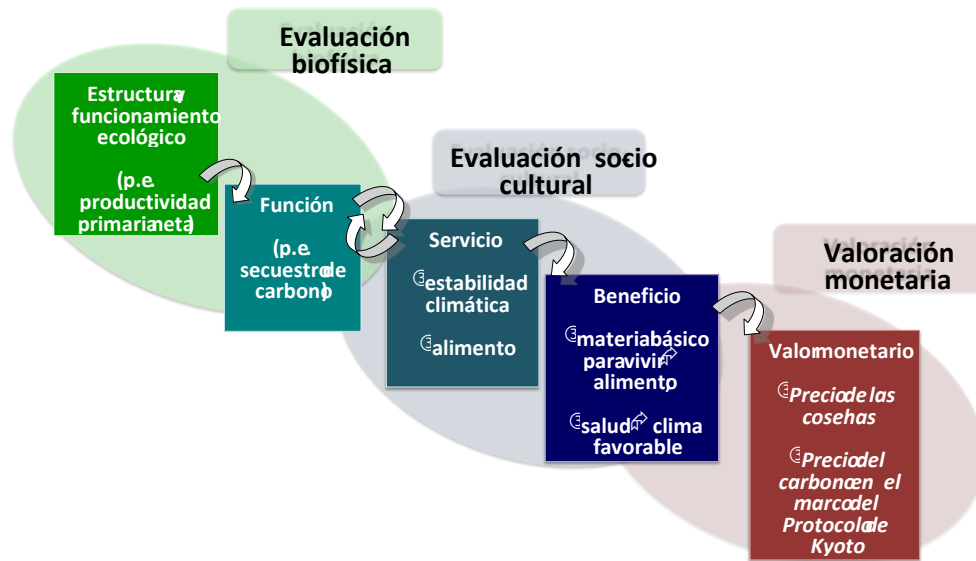 Evaluación
biofísica
Estructura y
funcionamiento
ecológico
(p.e.
productividad
primaria neta)
Función
(p.e.
secuestro de
carbono)
Evaluación socio-
cultural
Servicio
estabilidad
climática
alimento
Beneficio
material básico
para vivir
alimento,
salud clima
favorable
Valoración
monetaria
Valor monetario
Precio de las
cosehas
Precio del
carbono en el
marco del
Protocolo de
Kyoto